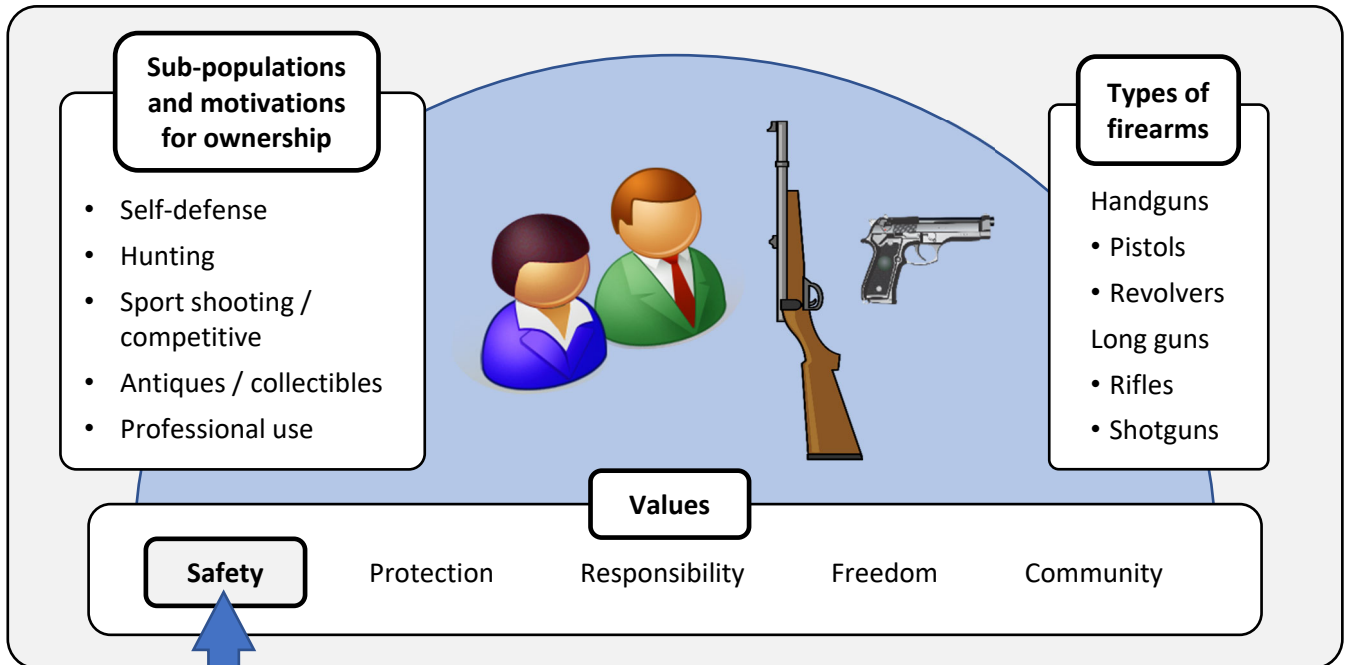 Sub-populations
and motivations
for ownership
• Self-defense
• Hunting
• Sport shooting /
competitive
• Antiques / collectibles
• Professional use
Types of
firearms
Handguns
• Pistols
• Revolvers
Long guns
• Rifles
• Shotguns
Values
Safety Protection Responsibility Freedom Community